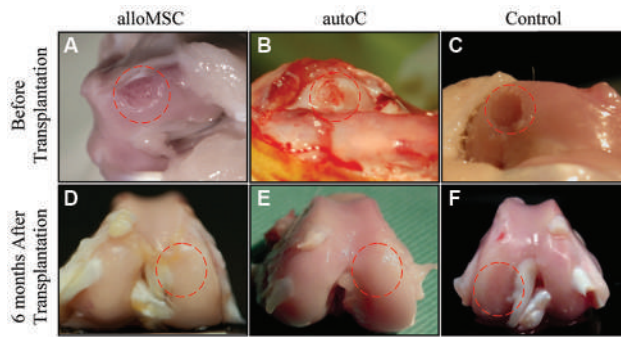 alloMSC autoC Control
Before
Transplantation
A B C
6 months After
Transplantation
D E F